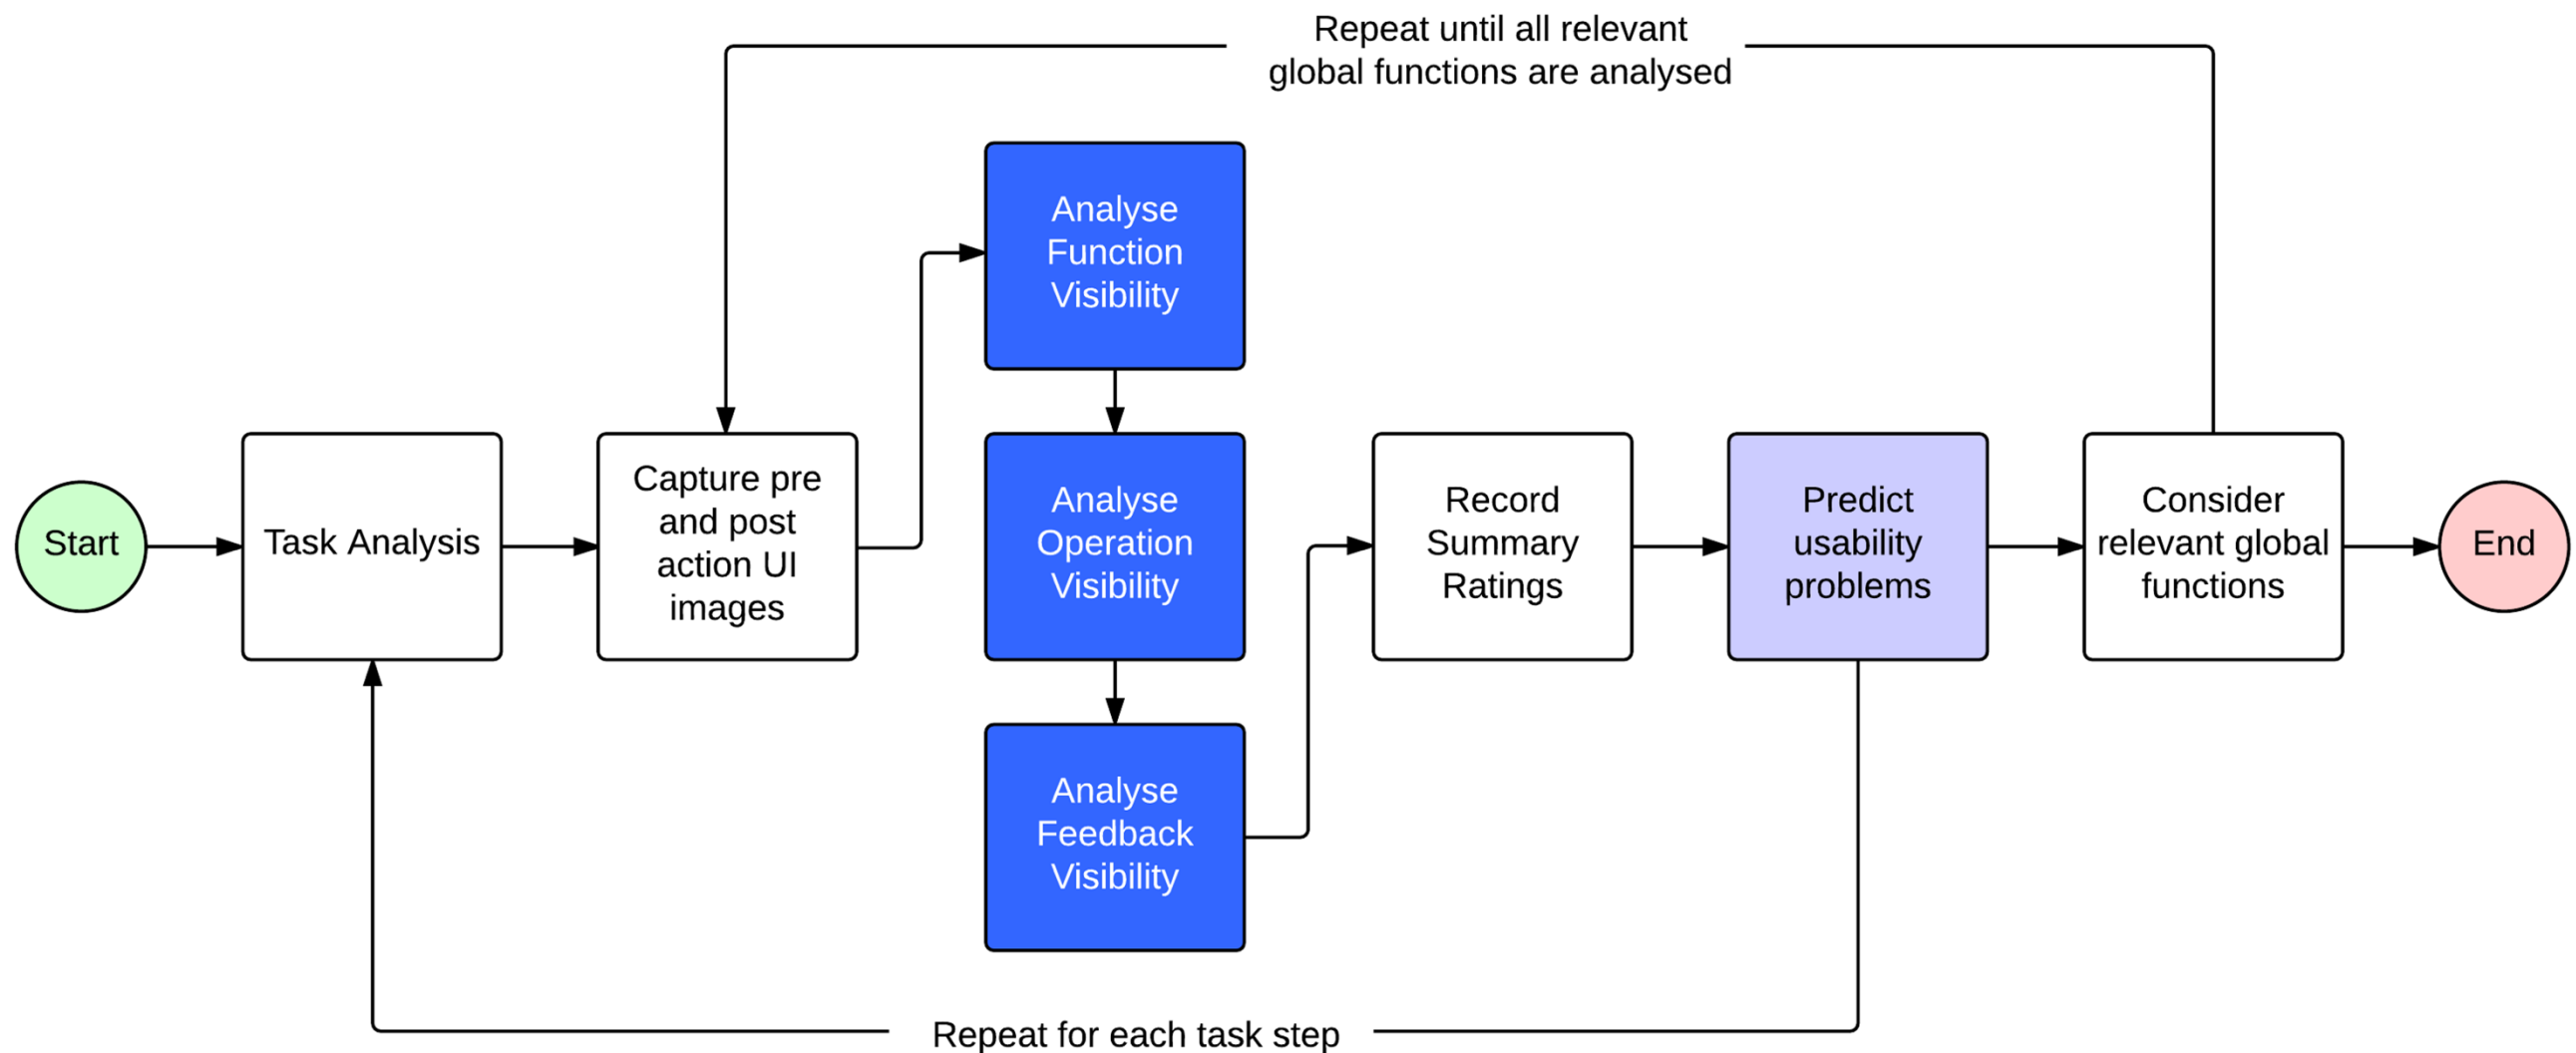 Repeat until all relevant
global functions are analysed
Start
Task Analysis
Capture pre
and post
action UI
images
Analyse
Function
Visibility
Analyse
Operation
Visibility
Analyse
Feedback
Visibility
Record
Summary
Ratings
Predict
usability
problems
Consider
relevant global
functions
End
Repeat for each task step